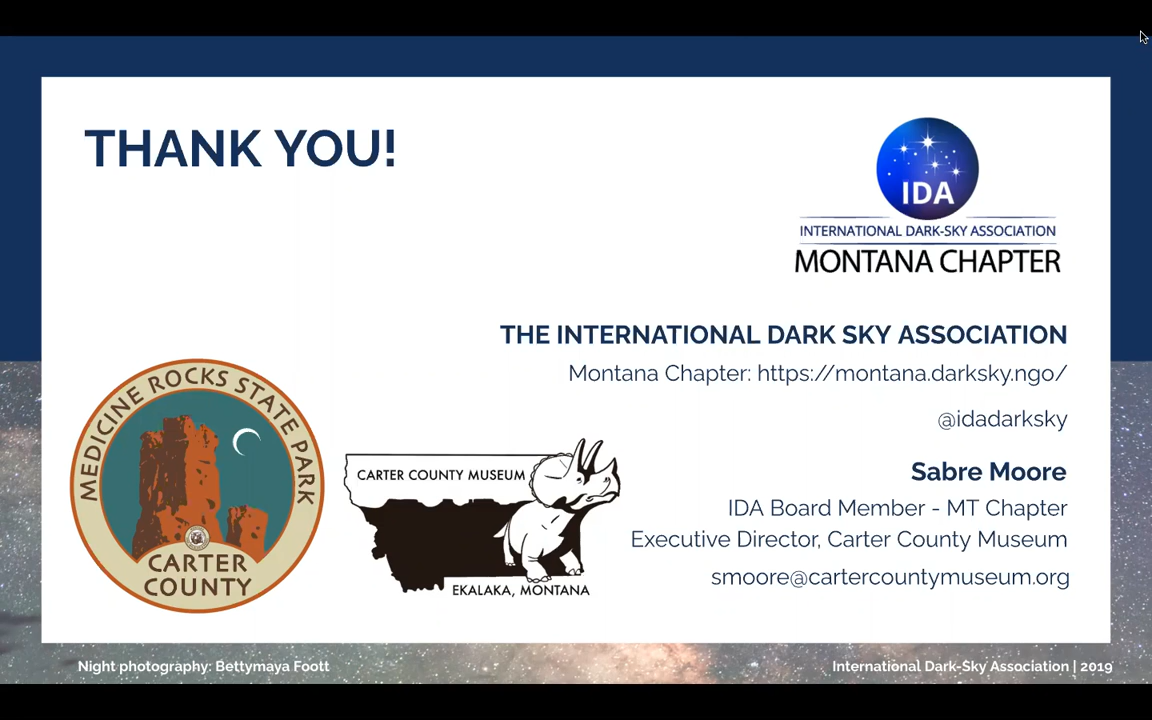 THANK YOU!
IDA
INTERNATIONAL DARK-SKY ASSOCIATION
MONTANA CHAPTER
THE INTERNATIONAL DARK SKY ASSOCIATION
Montana Chapter: https://montana.darksky.ngo/
@idadarksky
Sabre Moore
IDA Board Member - MT Chapter
Executive Director, Carter County Museum
smoore@cartercountymuseum.org
MEDICINE ROCKS STATE PARK
CARTER
COUNTY
CARTER COUNTY MUSEUM
EKALAKA, MONTANA
Night photography: Bettymaya Foott
International Dark-Sky Association | 2019